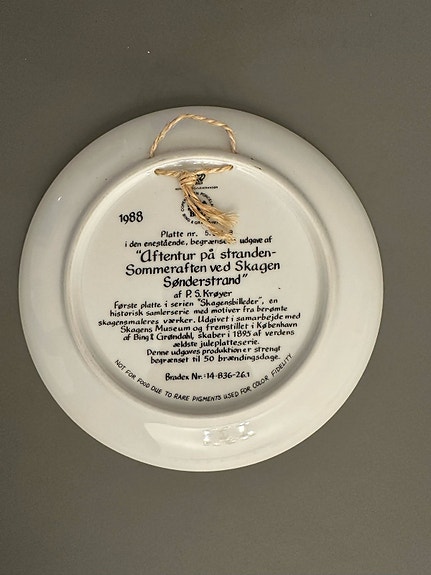 1988
Platte nr.
i den enestående, begrænsede udgave af
"Aftentur på stranden-
Sommeraften ved Skagen
Sønderstrand"
af P. S. Krøyer
Første platte i serien "Skagensbilleder", en
historisk samlerserie med motiver fra berømte
skagensmaleres værker. Udgivet i samarbejde med
Skagens Museum og fremstillet i København
af Bing & Grøndahl, skaber i 1895 af verdens
ældste juleplatteserie.
Denne udgaves produktion er strengt
begrænset til 50 brændingsdage.
Bradex Nr.: 14-B36-26.1
NOT FOR FOOD DUE TO RARE PIGMENTS USED FOR COLOR FIDELITY